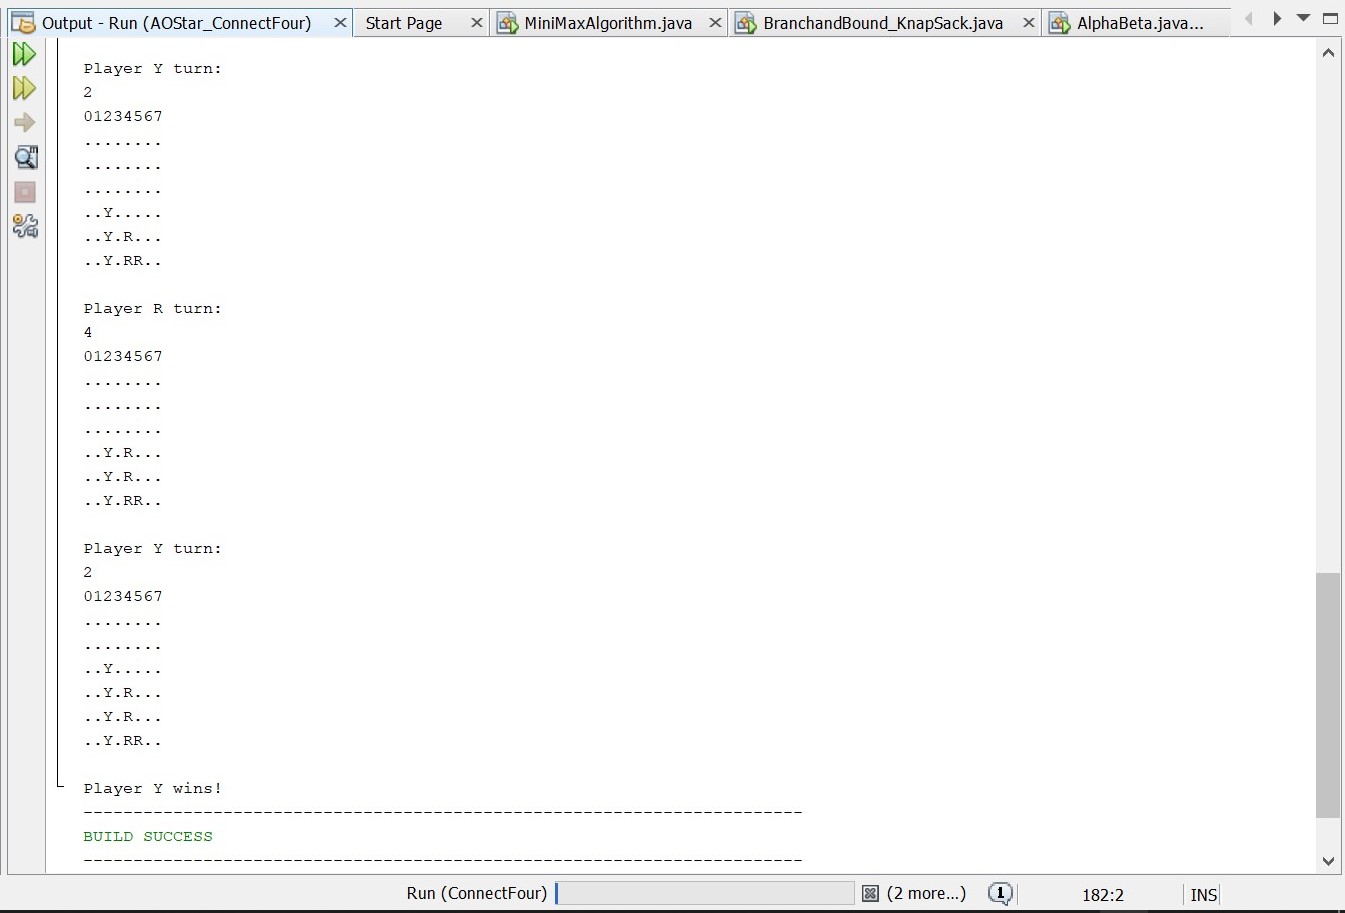 Output - Run (AOStar_ConnectFour) Start Page MiniMaxAlgorithm.java BranchandBound_KnapSack.java AlphaBeta.java...
Player Y turn:
2
01234567
........
........
........
..Y.....
..Y.R...
..Y.RR..
Player R turn:
4
01234567
........
........
........
..Y.R...
..Y.R...
..Y.RR..
Player Y turn:
2
01234567
........
........
..Y.....
..Y.R...
..Y.R...
..Y.RR..
Player Y wins!
------------------------------------------------------------------------
BUILD SUCCESS
------------------------------------------------------------------------
Run (ConnectFour) (2 more...) 1 182:2 INS